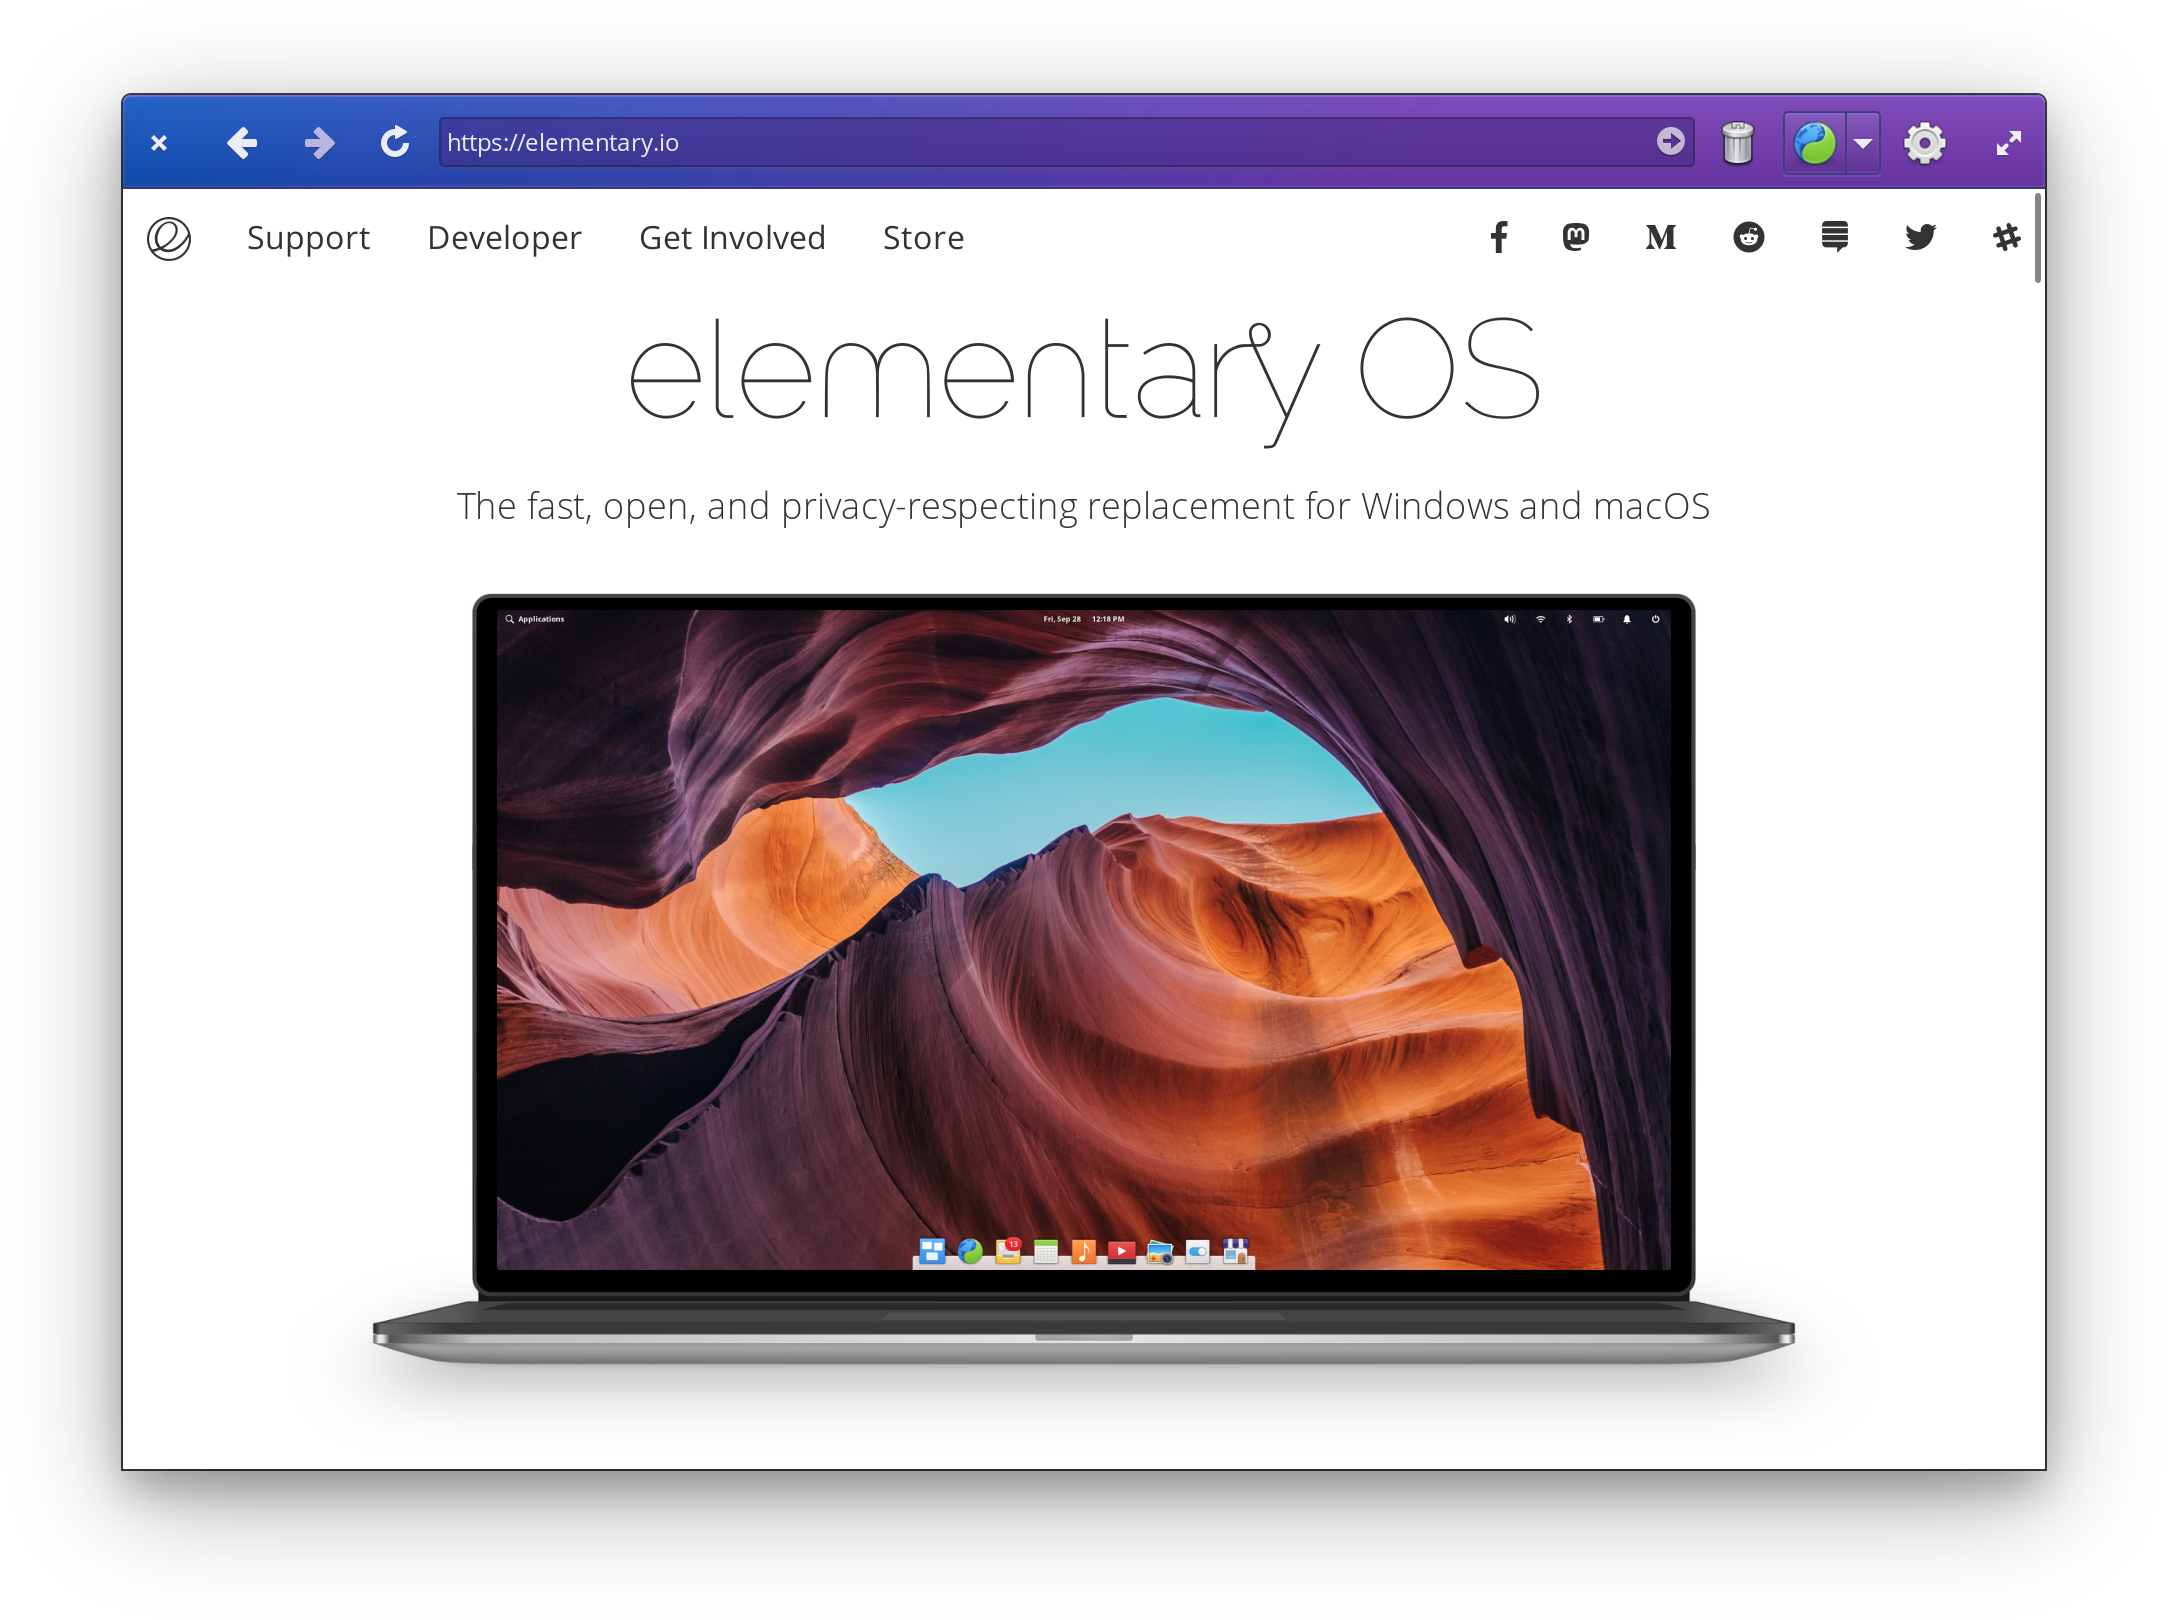 https://elementary.io
Support Developer Get Involved Store
elementary OS
The fast, open, and privacy-respecting replacement for Windows and macOS
Applications Fri, Sep 28 12:18 PM
13